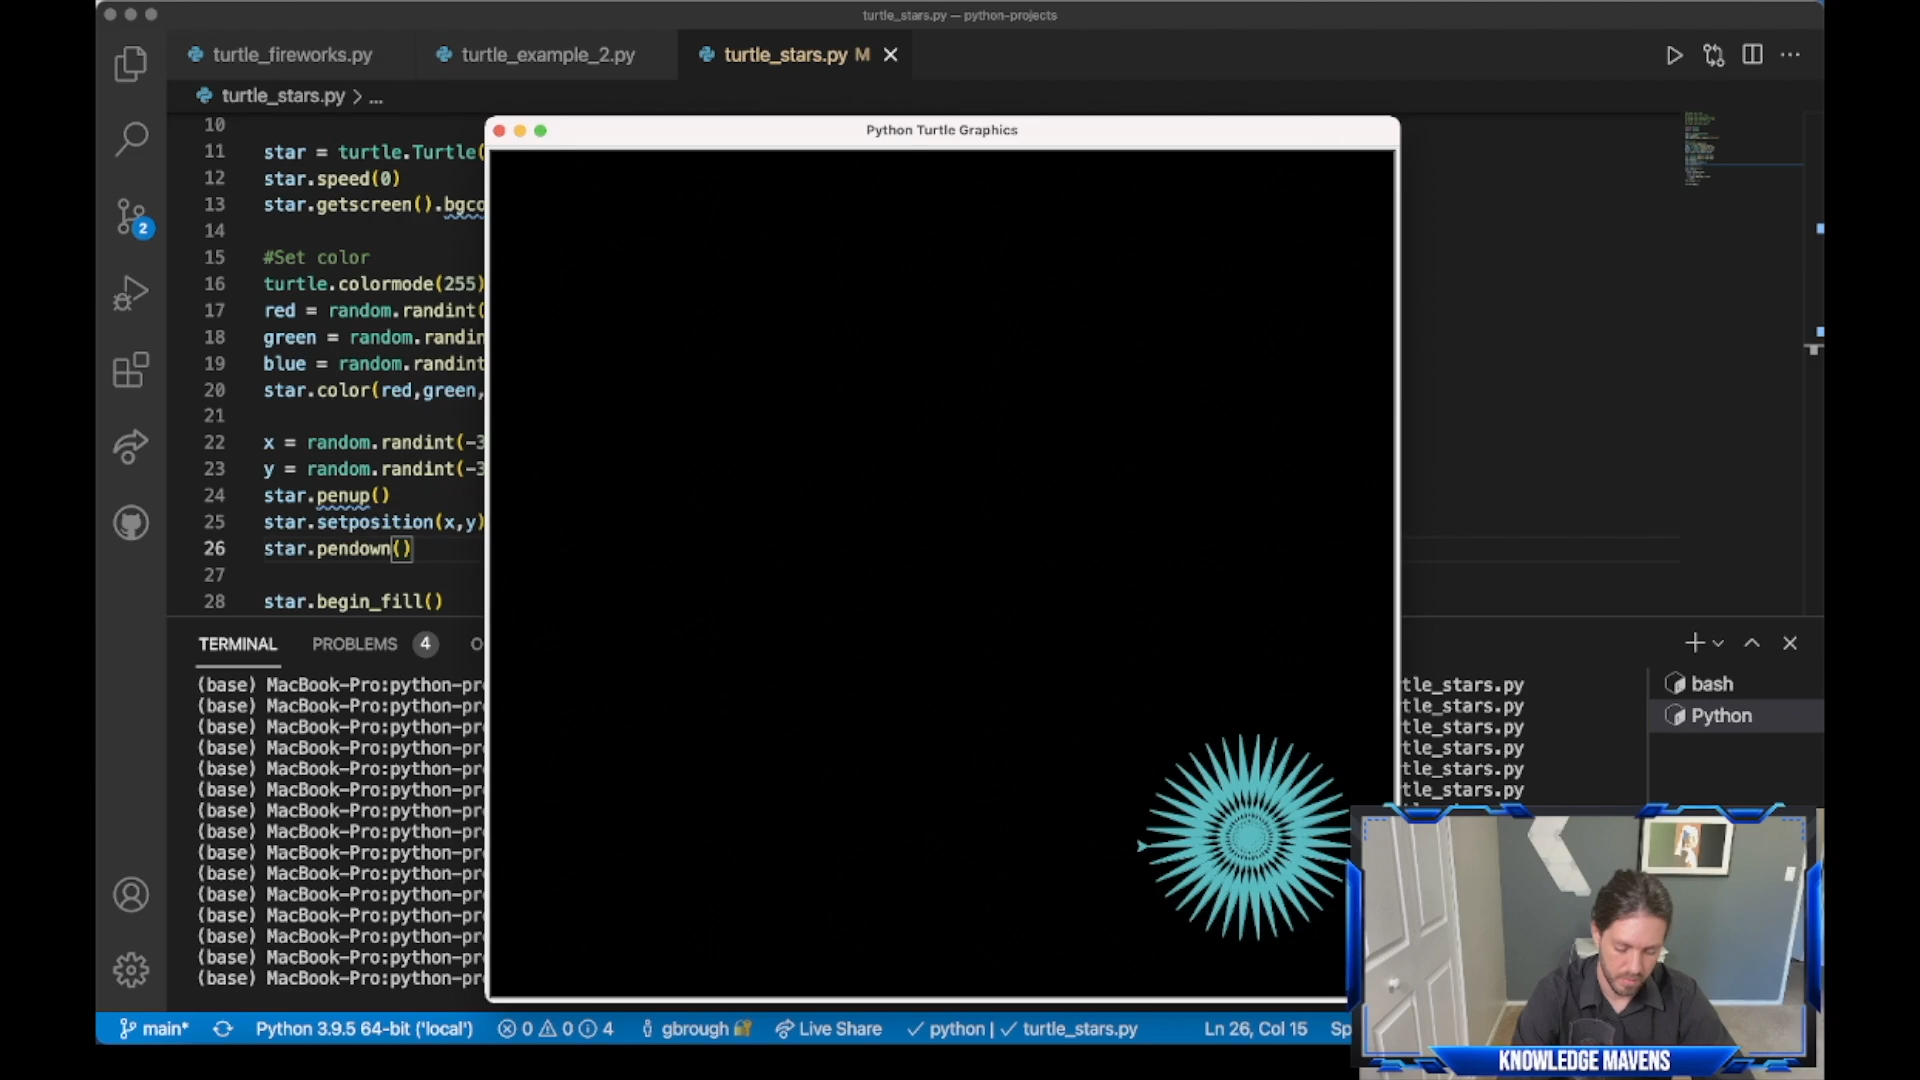 turtle_stars.py — python-projects
turtle_fireworks.py
turtle_example_2.py
turtle_stars.py M
turtle_stars.py > ...
Python Turtle Graphics
10
11 star = turtle.Turtle(
12 star.speed(0)
13 star.getscreen().bgco
14
15 #Set color
16 turtle.colormode(255)
17 red = random.randint(
18 green = random.randin
19 blue = random.randint
20 star.color(red,green,
21
22 x = random.randint(-3
23 y = random.randint(-3
24 star.penup()
25 star.setposition(x,y)
26 star.pendown()
27
28 star.begin_fill()
2
TERMINAL PROBLEMS 4 O
(base) MacBook-Pro:python-pr tle_stars.py
(base) MacBook-Pro:python-pr tle_stars.py
(base) MacBook-Pro:python-pr tle_stars.py
(base) MacBook-Pro:python-pr tle_stars.py
(base) MacBook-Pro:python-pr tle_stars.py
(base) MacBook-Pro:python-pr tle_stars.py
(base) MacBook-Pro:python-pr
(base) MacBook-Pro:python-pr
(base) MacBook-Pro:python-pr
(base) MacBook-Pro:python-pr
(base) MacBook-Pro:python-pr
(base) MacBook-Pro:python-pr
(base) MacBook-Pro:python-pr
(base) MacBook-Pro:python-pr
(base) MacBook-Pro:python-pr
bash
Python
main* Python 3.9.5 64-bit ('local') 0 0 4 gbrough Live Share python | turtle_stars.py Ln 26, Col 15 Sp
KNOWLEDGE MAVENS